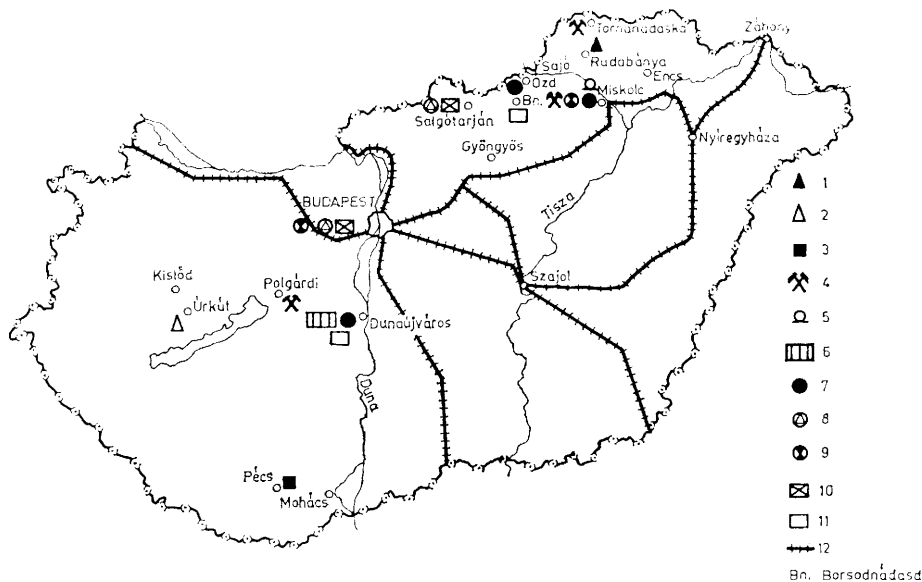 Tornanádaska
Záhony
Rudabánya
Encs
Sajó
Ózd
Miskolc
Bn.
Salgótarján
Gyöngyös
Nyíregyháza
Tisza
BUDAPEST
Szajol
Kislőd
Úrkút
Polgárdi
Dunaújváros
Duna
Pécs
Mohács
1
2
3
4
5
6
7
8
9
10
11
12
Bn. Borsodnádasd